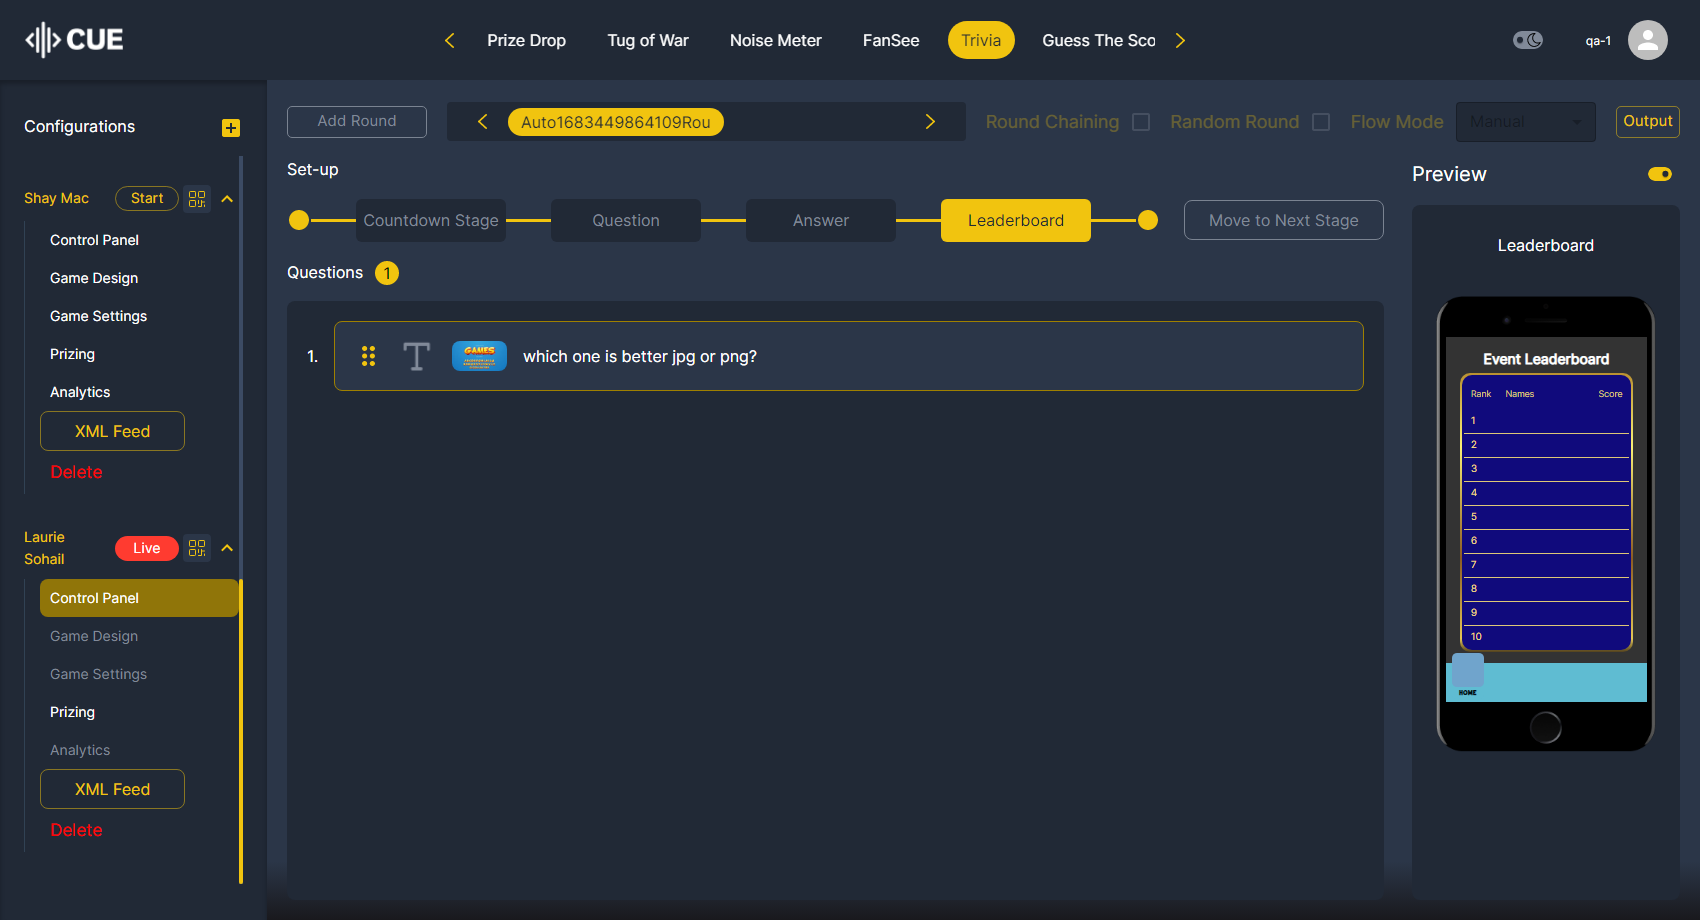 CUE
Prize Drop
Tug of War
Noise Meter
FanSee
Trivia
Guess The Sco
qa-1
Configurations
Shay Mac
Start
Control Panel
Game Design
Game Settings
Prizing
Analytics
XML Feed
Delete
Laurie
Sohail
Live
Control Panel
Game Design
Game Settings
Prizing
Analytics
XML Feed
Delete
Add Round
Auto1683449864109Rou
Round Chaining
Random Round
Flow Mode
Manual
Output
Set-up
Countdown Stage
Question
Answer
Leaderboard
Move to Next Stage
Questions 1
1.
GAMES
which one is better jpg or png?
Preview
Leaderboard
Event Leaderboard
Rank Names Score
1
2
3
4
5
6
7
8
9
10
HOME